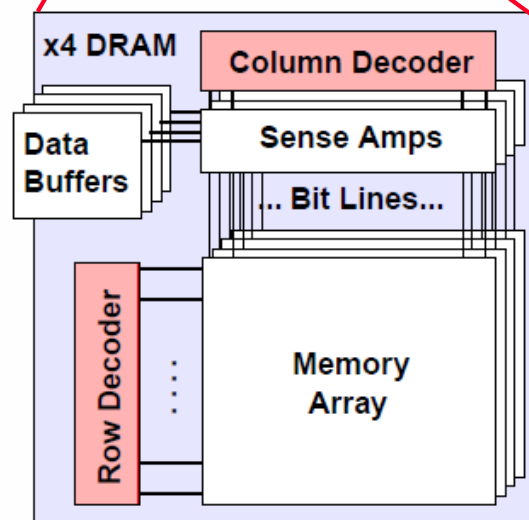 x4 DRAM
Column Decoder
Sense Amps
Data
Buffers
... Bit Lines...
Row Decoder
. . . .
Memory
Array